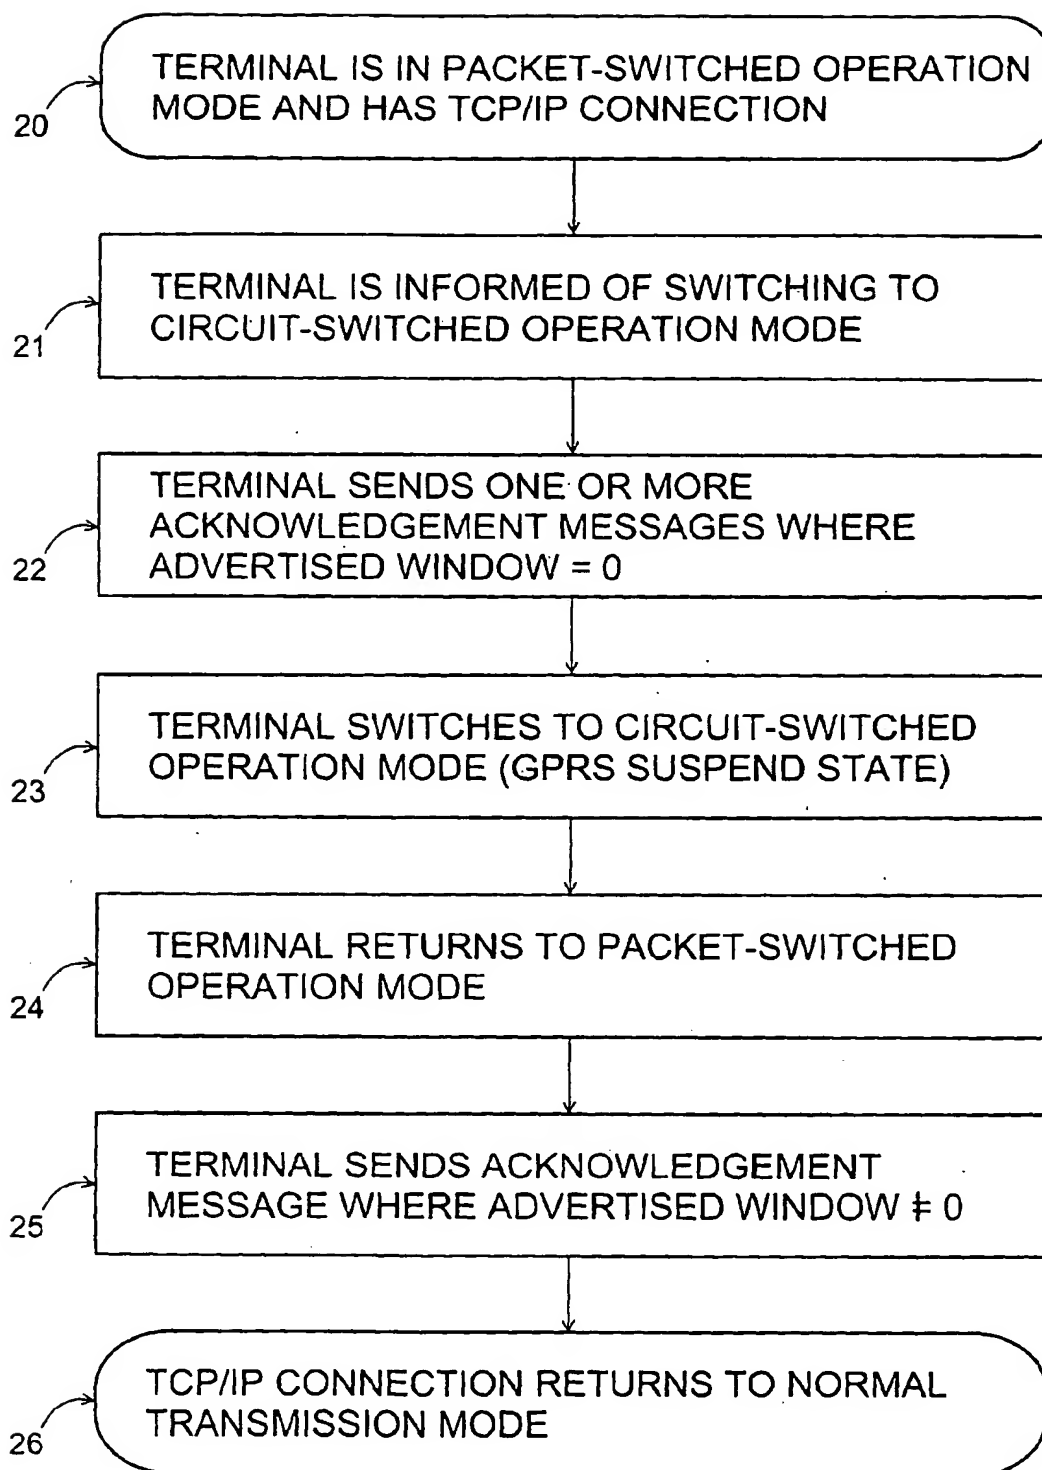 TERMINAL IS IN PACKET-SWITCHED OPERATION
MODE AND HAS TCP/IP CONNECTION
20
TERMINAL IS INFORMED OF SWITCHING TO
CIRCUIT-SWITCHED OPERATION MODE
21
TERMINAL SENDS ONE OR MORE
ACKNOWLEDGEMENT MESSAGES WHERE
ADVERTISED WINDOW = 0
22
TERMINAL SWITCHES TO CIRCUIT-SWITCHED
OPERATION MODE (GPRS SUSPEND STATE)
23
TERMINAL RETURNS TO PACKET-SWITCHED
OPERATION MODE
24
TERMINAL SENDS ACKNOWLEDGEMENT
MESSAGE WHERE ADVERTISED WINDOW ≠ 0
25
TCP/IP CONNECTION RETURNS TO NORMAL
TRANSMISSION MODE
26